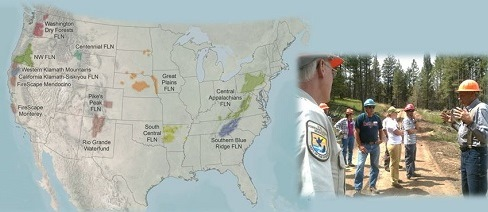 Washington
Dry Forests
FLN
Centennial FLN
NW FLN
Western Klamath Mountains
California Klamath-Siskiyou FLN
FireScape Mendocino
Great
Plains
FLN
Central
Appalachians
FLN
Pike's
Peak FLN
FireScape
Monterey
South
Central
FLN
Southern Blue
Ridge FLN
Rio Grande
Waterfund